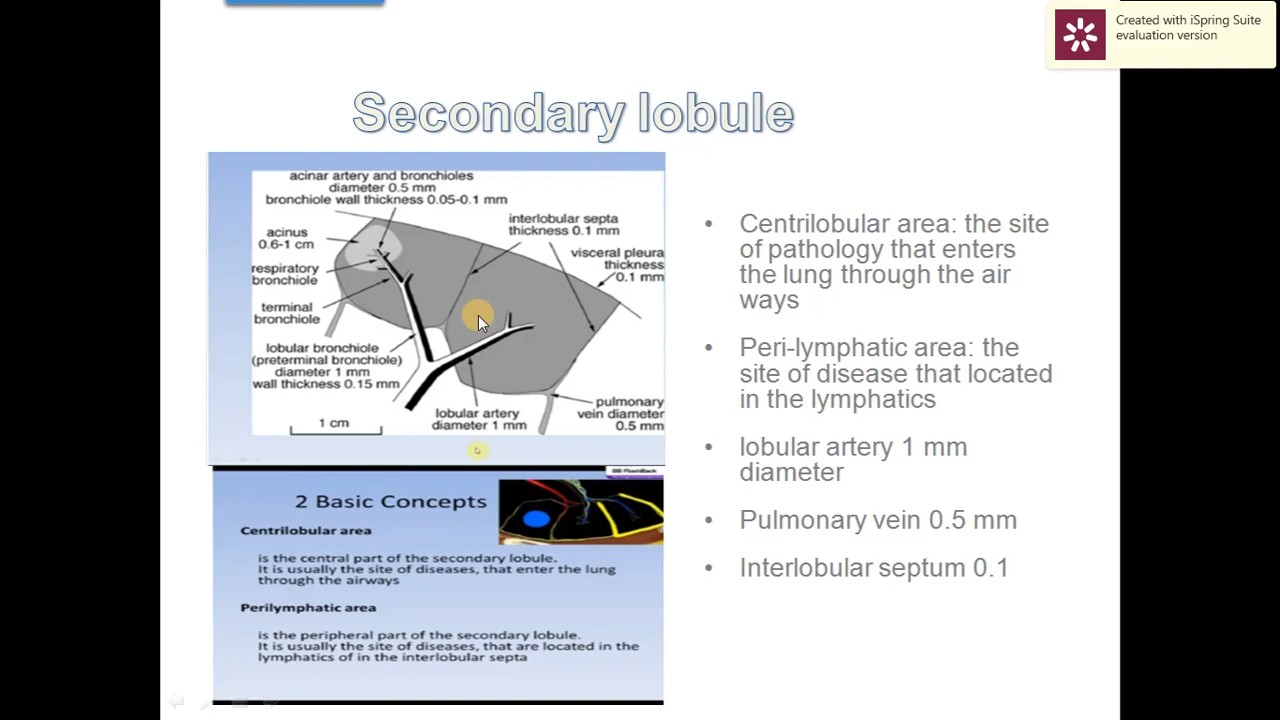 Created with iSpring Suite
evaluation version
Secondary lobule
acinar artery and bronchioles
diameter 0.5 mm
bronchiole wall thickness 0.05-0.1 mm
interlobular septa
thickness 0.1 mm
acinus
0.6-1 cm
visceral pleura
thickness
0.1 mm
respiratory
bronchiole
terminal
bronchiole
lobular bronchiole
(preterminal bronchiole)
diameter 1 mm
wall thickness 0.15 mm
1 cm
lobular artery
diameter 1 mm
pulmonary
vein diameter
0.5 mm
BB FlashBack
2 Basic Concepts
Centrilobular area
is the central part of the secondary lobule.
It is usually the site of diseases, that enter the lung
through the airways
Perilymphatic area
is the peripheral part of the secondary lobule.
It is usually the site of diseases, that are located in the
lymphatics of in the interlobular septa
• Centrilobular area: the site
of pathology that enters
the lung through the air
ways
• Peri-lymphatic area: the
site of disease that located
in the lymphatics
• lobular artery 1 mm
diameter
• Pulmonary vein 0.5 mm
• Interlobular septum 0.1